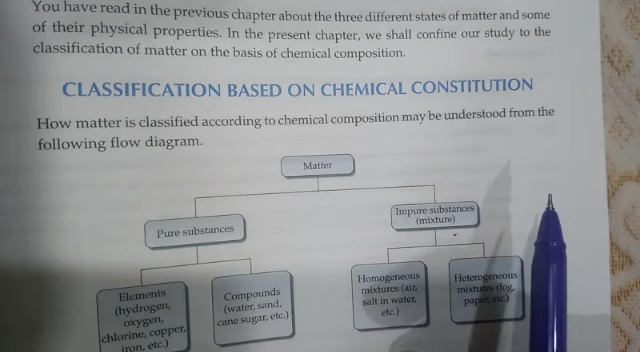 You have read in the previous chapter about the three different states of matter and some
of their physical properties. In the present chapter, we shall confine our study to the
classification of matter on the basis of chemical composition.
CLASSIFICATION BASED ON CHEMICAL CONSTITUTION
How matter is classified according to chemical composition may be understood from the
following flow diagram.
Matter
Pure substances
Impure substances
(mixture)
Elements
(hydrogen,
oxygen,
chlorine, copper,
iron, etc.)
Compounds
(water, sand,
cane sugar, etc.)
Homogeneous
mixtures (air,
salt in water,
etc.)
Heterogeneous
mixtures (fog,
paper, etc.)